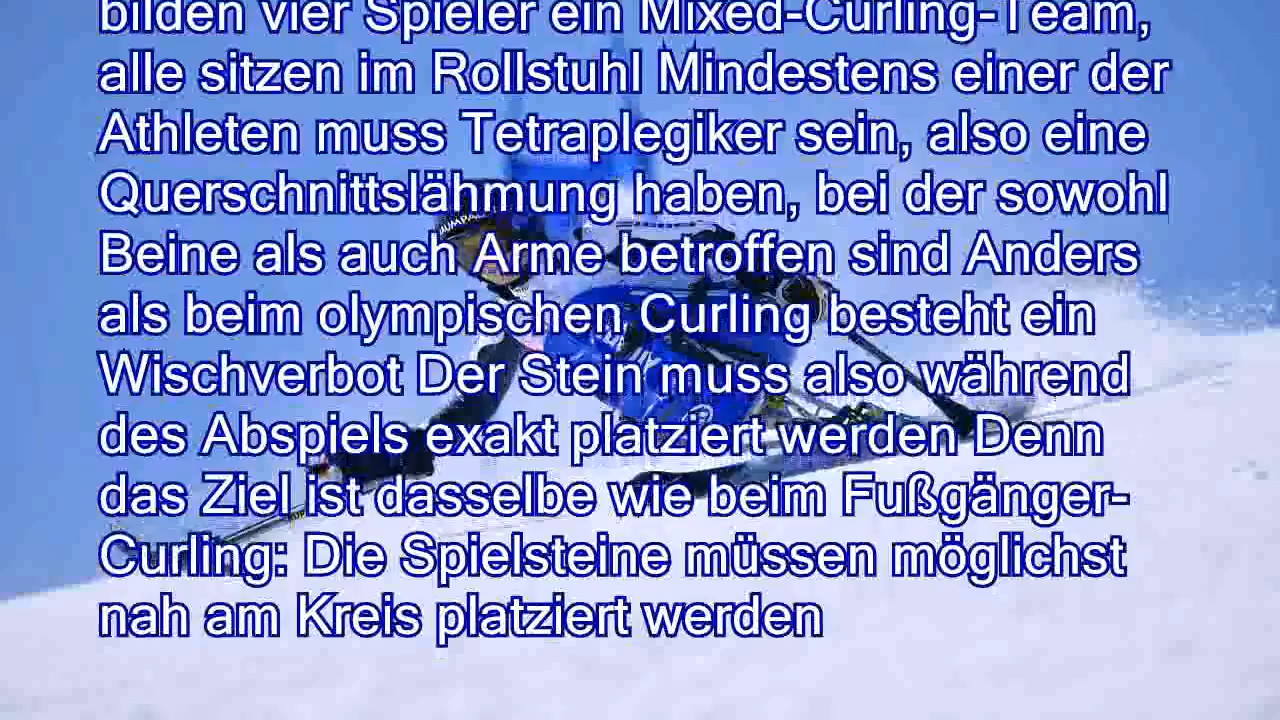 bilden vier Spieler ein Mixed-Curling-Team,
alle sitzen im Rollstuhl Mindestens einer der
Athleten muss Tetraplegiker sein, also eine
Querschnittslähmung haben, bei der sowohl
Beine als auch Arme betroffen sind Anders
als beim olympischen Curling besteht ein
Wischverbot Der Stein muss also während
des Abspiels exakt platziert werden Denn
das Ziel ist dasselbe wie beim Fußgänger-
Curling: Die Spielsteine müssen möglichst
nah am Kreis platziert werden